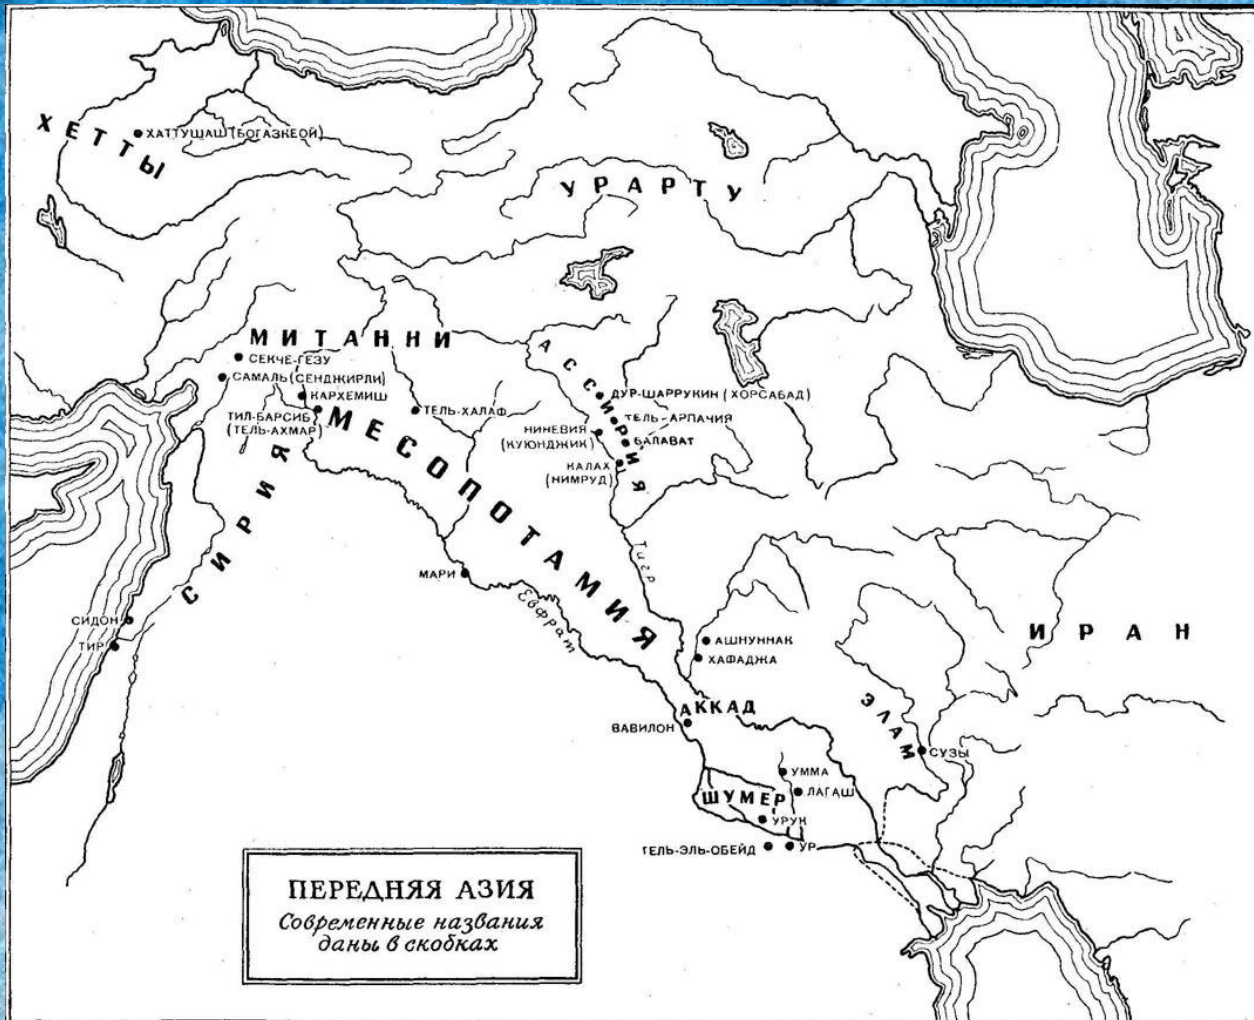 ХЕТТЫ
ХАТТУШАШ (БОГАЗКЕОЙ)
УРАРТУ
МИТАННИ
СЕКЧЕ-ГЕЗУ
САМАЛЬ (СЕНДЖИРЛИ)
КАРХЕМИШ
ТИЛ-БАРСИБ
(ТЕЛЬ-АХМАР)
ТЕЛЬ-ХАЛАФ
АССИРИЯ
ДУР-ШАРРУКИН (ХОРСАБАД)
ТЕЛЬ-АРПАЧИЯ
НИНЕВИЯ
(КУЮНДЖИК)
БАЛАВАТ
КАЛАХ
(НИМРУД)
МЕСОПОТАМИЯ
СИРИЯ
Тигр
МАРИ
Евфрат
СИДОН
ТИР
АШНУННАК
ХАФАДЖА
ИРАН
АККАД
ВАВИЛОН
ЭЛАМ
СУЗЫ
УММА
ЛАГАШ
ШУМЕР
УРУК
ТЕЛЬ-ЭЛЬ-ОБЕЙД
УР
ПЕРЕДНЯЯ АЗИЯ
Современные названия
даны в скобках